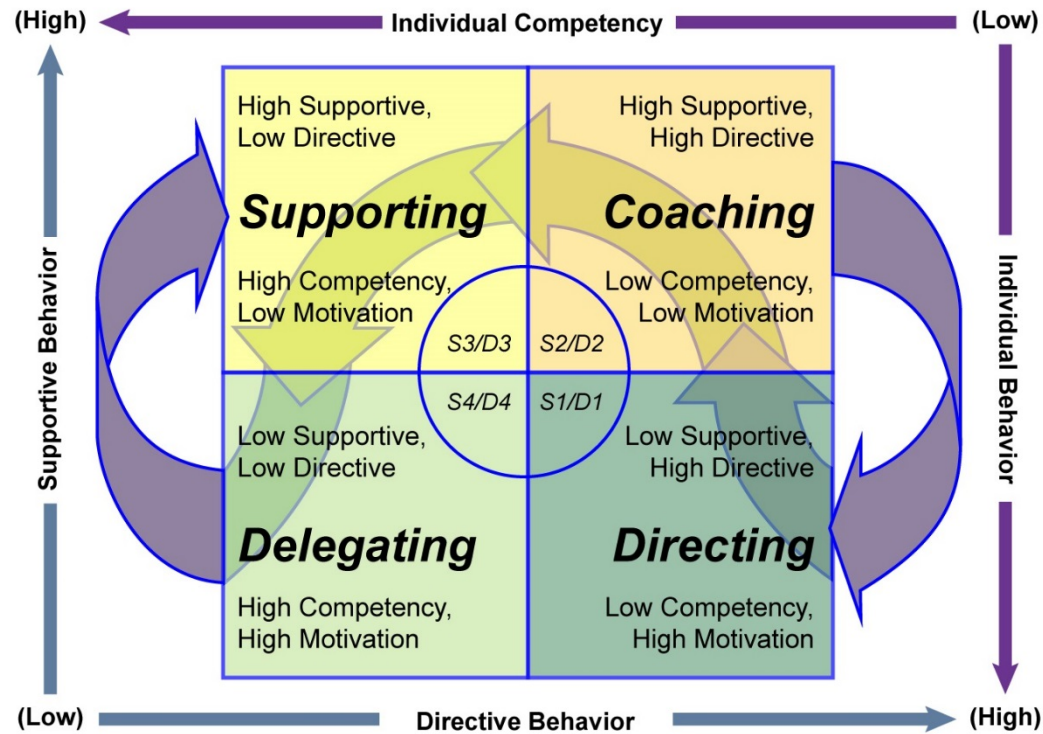 (High)
Individual Competency
(Low)
High Supportive,
Low Directive
High Supportive,
High Directive
Supporting
Coaching
High Competency,
Low Motivation
Low Competency,
Low Motivation
S3/D3
S2/D2
S4/D4
S1/D1
Low Supportive,
Low Directive
Low Supportive,
High Directive
Delegating
Directing
High Competency,
High Motivation
Low Competency,
High Motivation
Supportive Behavior
Individual Behavior
(Low)
Directive Behavior
(High)